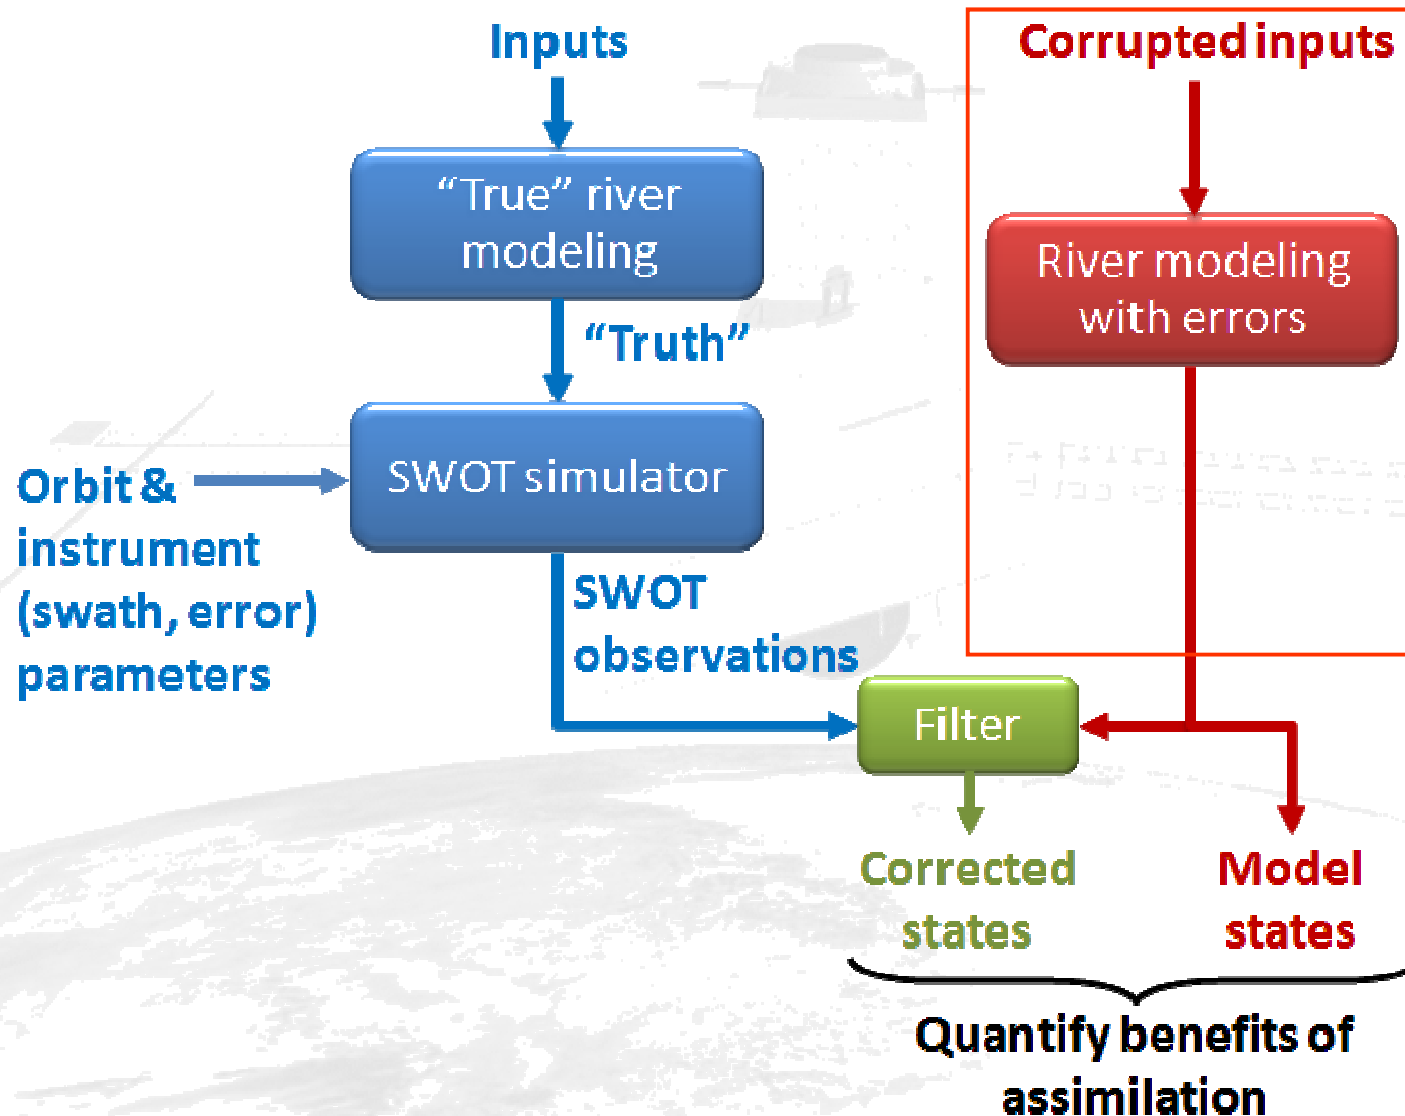 Inputs
"True" river
modeling
"Truth"
SWOT simulator
Orbit &
instrument
(swath, error)
parameters
SWOT
observations
Corrupted inputs
River modeling
with errors
Filter
Corrected
states
Model
states
Quantify benefits of
assimilation